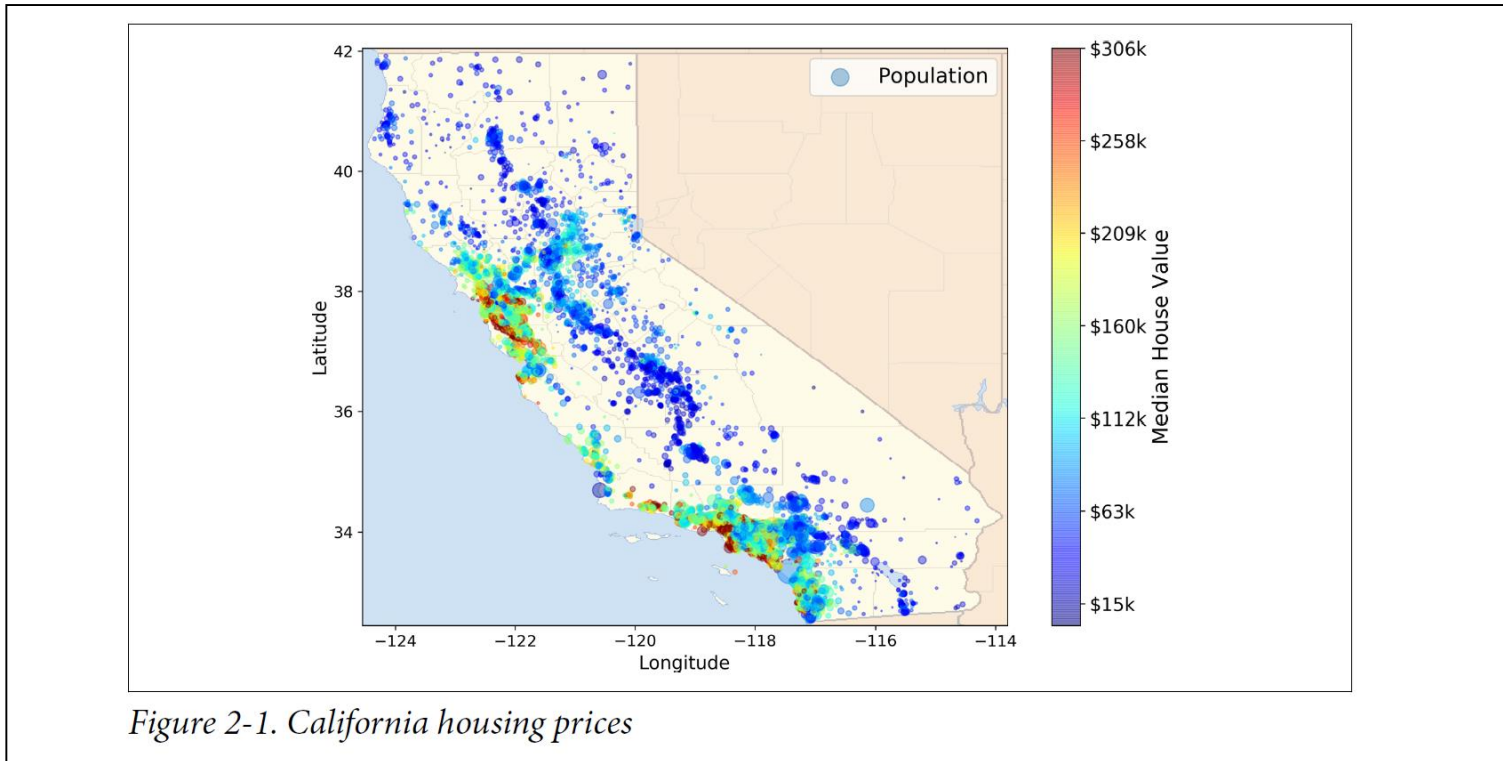 42
40
38
36
34
Latitude
−124
−122
−120
−118
−116
−114
Longitude
Population
$306k
$258k
$209k
$160k
$112k
$63k
$15k
Median House Value
Figure 2-1. California housing prices